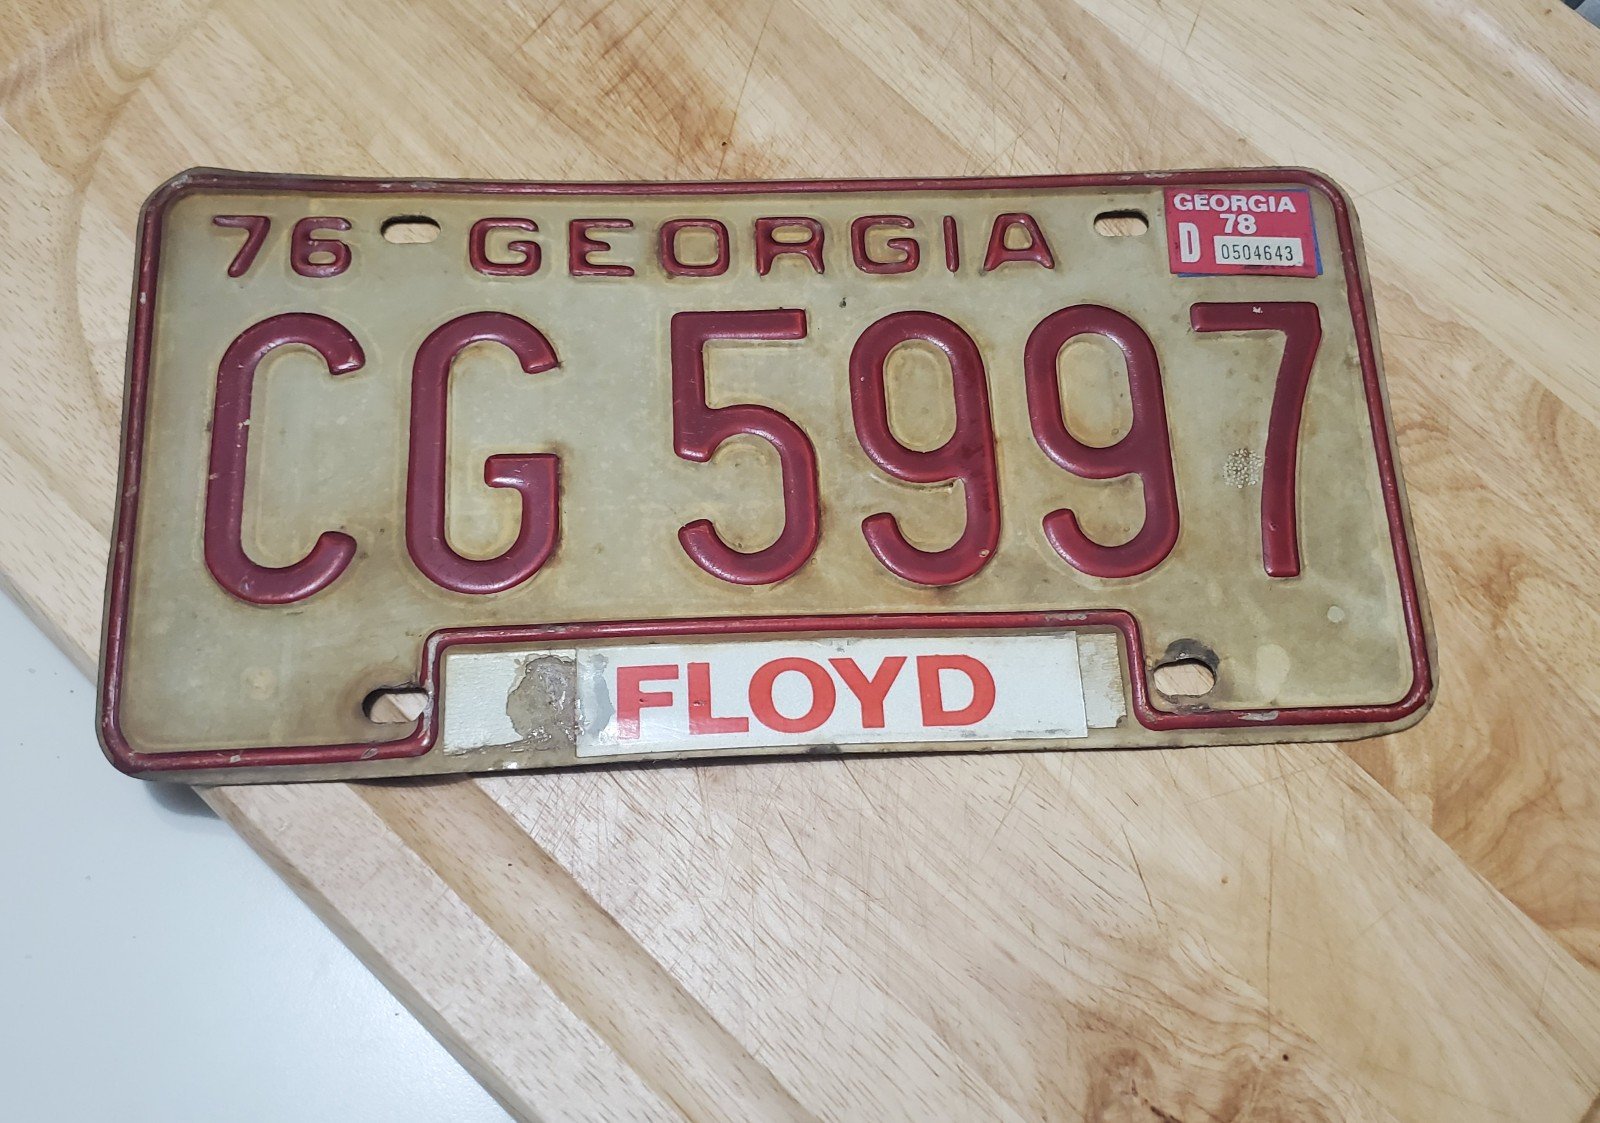 76 GEORGIA
GEORGIA
78
D 0504643
CG 5997
FLOYD